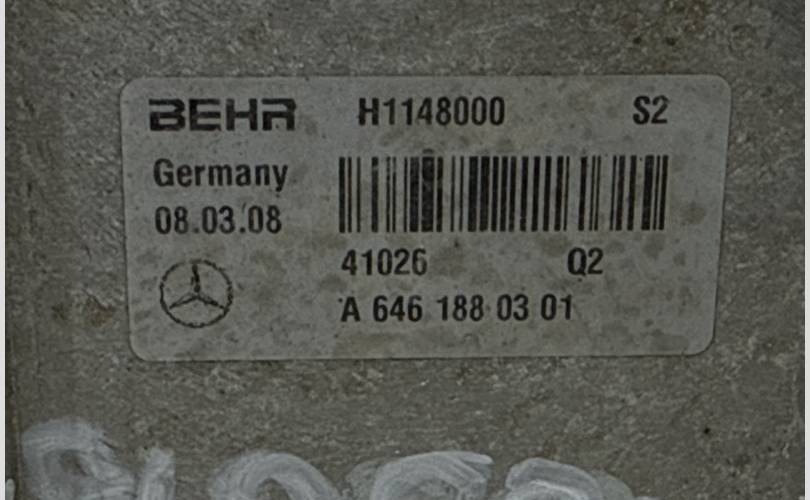 BEHR H1148000 S2
Germany
08.03.08
41026 Q2
A 646 188 03 01